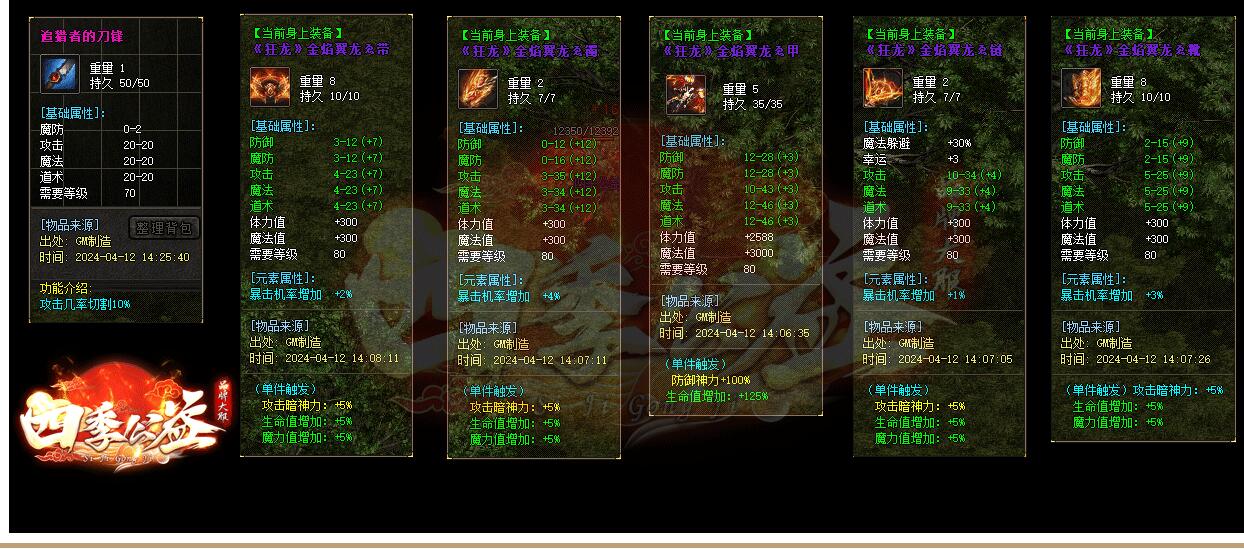 追猎者的刀锋
重量 1
持久 50/50
[基础属性]:
魔防 0-2
攻击 20-20
魔法 20-20
道术 20-20
需要等级 70
[物品来源]
整理背包
出处: GM制造
时间: 2024-04-12 14:25:40
功能介绍:
攻击几率切割10%
四季公益
品牌大服
Si Ji Gong Yi
【当前身上装备】
《狂龙》金焰翼龙ゑ带
重量 8
持久 10/10
[基础属性]:
防御 3-12 (+7)
魔防 3-12 (+7)
攻击 4-23 (+7)
魔法 4-23 (+7)
道术 4-23 (+7)
体力值 +300
魔法值 +300
需要等级 80
[元素属性]:
暴击机率增加 +2%
[物品来源]
出处: GM制造
时间: 2024-04-12 14:08:11
(单件触发)
攻击暗神力: +5%
生命值增加: +5%
魔力值增加: +5%
【当前身上装备】
重量 2
持久 7/7
[基础属性]:
12350/12392
防御 0-12 (+12)
魔防 0-16 (+12)
攻击 3-35 (+12)
魔法 3-34 (+12)
道术 3-34 (+12)
体力值 +300
魔法值 +300
需要等级 80
[元素属性]:
暴击机率增加 +4%
[物品来源]
出处: GM制造
时间: 2024-04-12 14:07:11
(单件触发)
攻击暗神力: +5%
生命值增加: +5%
魔力值增加: +5%
【当前身上装备】
《狂龙》金焰翼龙ゑ甲
重量 5
持久 35/35
[基础属性]:
防御 12-28 (+3)
魔防 12-28 (+3)
攻击 10-43 (+3)
魔法 12-46 (+3)
道术 12-46 (+3)
体力值 +2588
魔法值 +3000
需要等级 80
[物品来源]
出处: GM制造
时间: 2024-04-12 14:06:35
(单件触发)
防御神力+100%
生命值增加: +125%
【当前身上装备】
《狂龙》金焰翼龙ゑ链
重量 2
持久 7/7
[基础属性]:
魔法躲避 +30%
幸运 +3
攻击 10-34 (+4)
魔法 9-33 (+4)
道术 9-33 (+4)
体力值 +300
魔法值 +300
需要等级 80
[元素属性]:
暴击机率增加 +1%
[物品来源]
出处: GM制造
时间: 2024-04-12 14:07:05
(单件触发)
攻击暗神力: +5%
生命值增加: +5%
魔力值增加: +5%
【当前身上装备】
《狂龙》金焰翼龙ゑ靴
重量 8
持久 10/10
[基础属性]:
防御 2-15 (+9)
魔防 2-15 (+9)
攻击 5-25 (+9)
魔法 5-25 (+9)
道术 5-25 (+9)
体力值 +300
魔法值 +300
需要等级 80
[元素属性]:
暴击机率增加 +3%
[物品来源]
出处: GM制造
时间: 2024-04-12 14:07:26
(单件触发) 攻击暗神力: +5%
生命值增加: +5%
魔力值增加: +5%